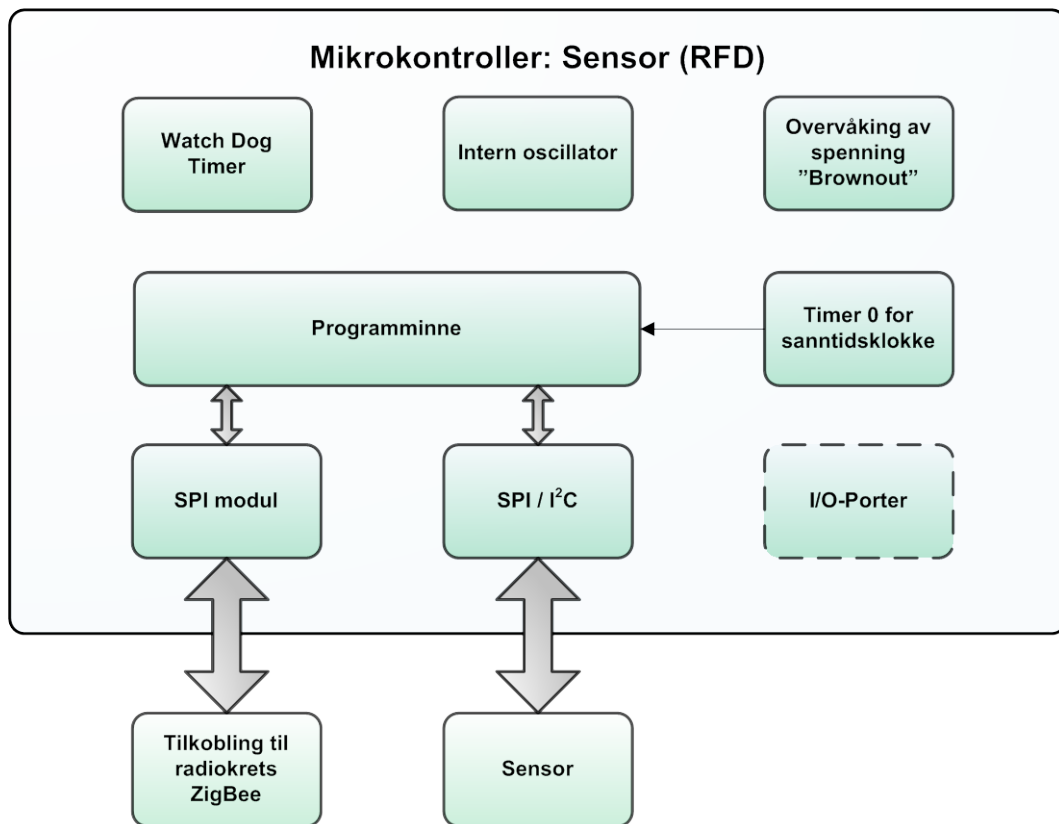 Mikrokontroller: Sensor (RFD)
Watch Dog
Timer
Intern oscillator
Overvåking av
spenning
”Brownout”
Programminne
Timer 0 for
sanntidsklokke
SPI modul
SPI / I²C
I/O-Porter
Tilkobling til
radiokrets
ZigBee
Sensor